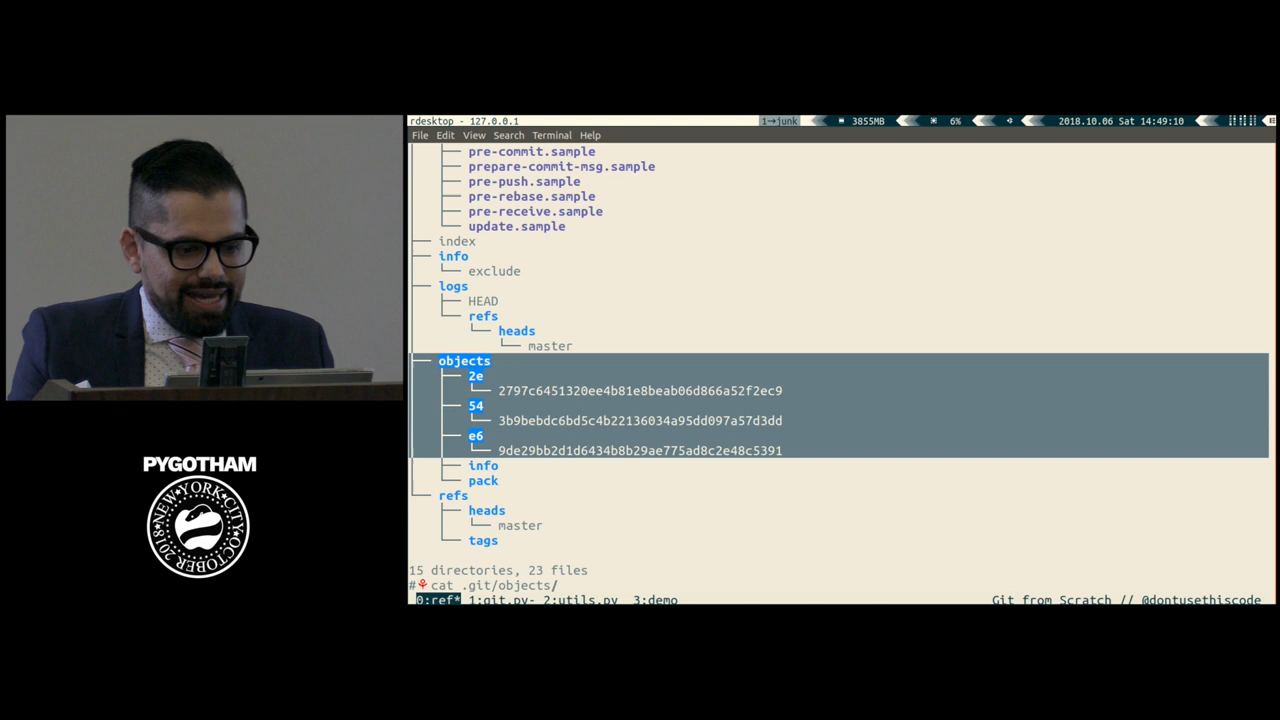 rdesktop - 127.0.0.1
1→junk
3855MB
6%
2018.10.06 Sat 14:49:10
File Edit View Search Terminal Help
pre-commit.sample
prepare-commit-msg.sample
pre-push.sample
pre-rebase.sample
pre-receive.sample
update.sample
index
info
exclude
logs
HEAD
refs
heads
master
objects
2e
2797c6451320ee4b81e8beab06d866a52f2ec9
54
3b9bebdc6bd5c4b22136034a95dd097a57d3dd
e6
9de29bb2d1d6434b8b29ae775ad8c2e48c5391
info
pack
refs
heads
master
tags
15 directories, 23 files
# cat .git/objects/
0:ref* 1:git.py- 2:utils.py 3:demo
Git from Scratch // @dontusethiscode
PYGOTHAM
NEW YORK CITY
OCTOBER 2018